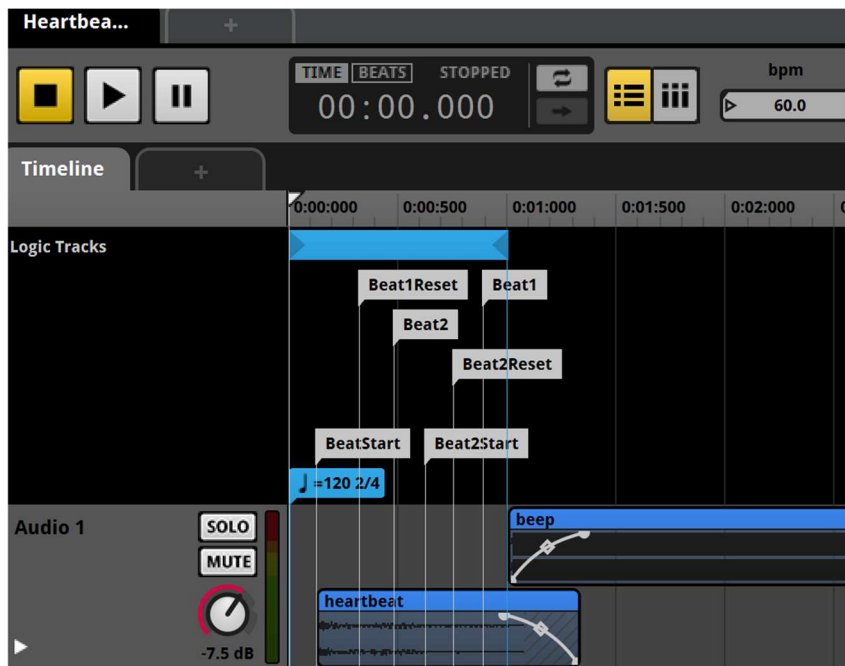 Heartbea...
+
TIME BEATS STOPPED
00:00.000
bpm
60.0
Timeline
+
0:00:000 0:00:500 0:01:000 0:01:500 0:02:000
Logic Tracks
Beat1Reset Beat1
Beat2
Beat2Reset
BeatStart Beat2Start
=120 2/4
Audio 1
SOLO
MUTE
-7.5 dB
beep
heartbeat